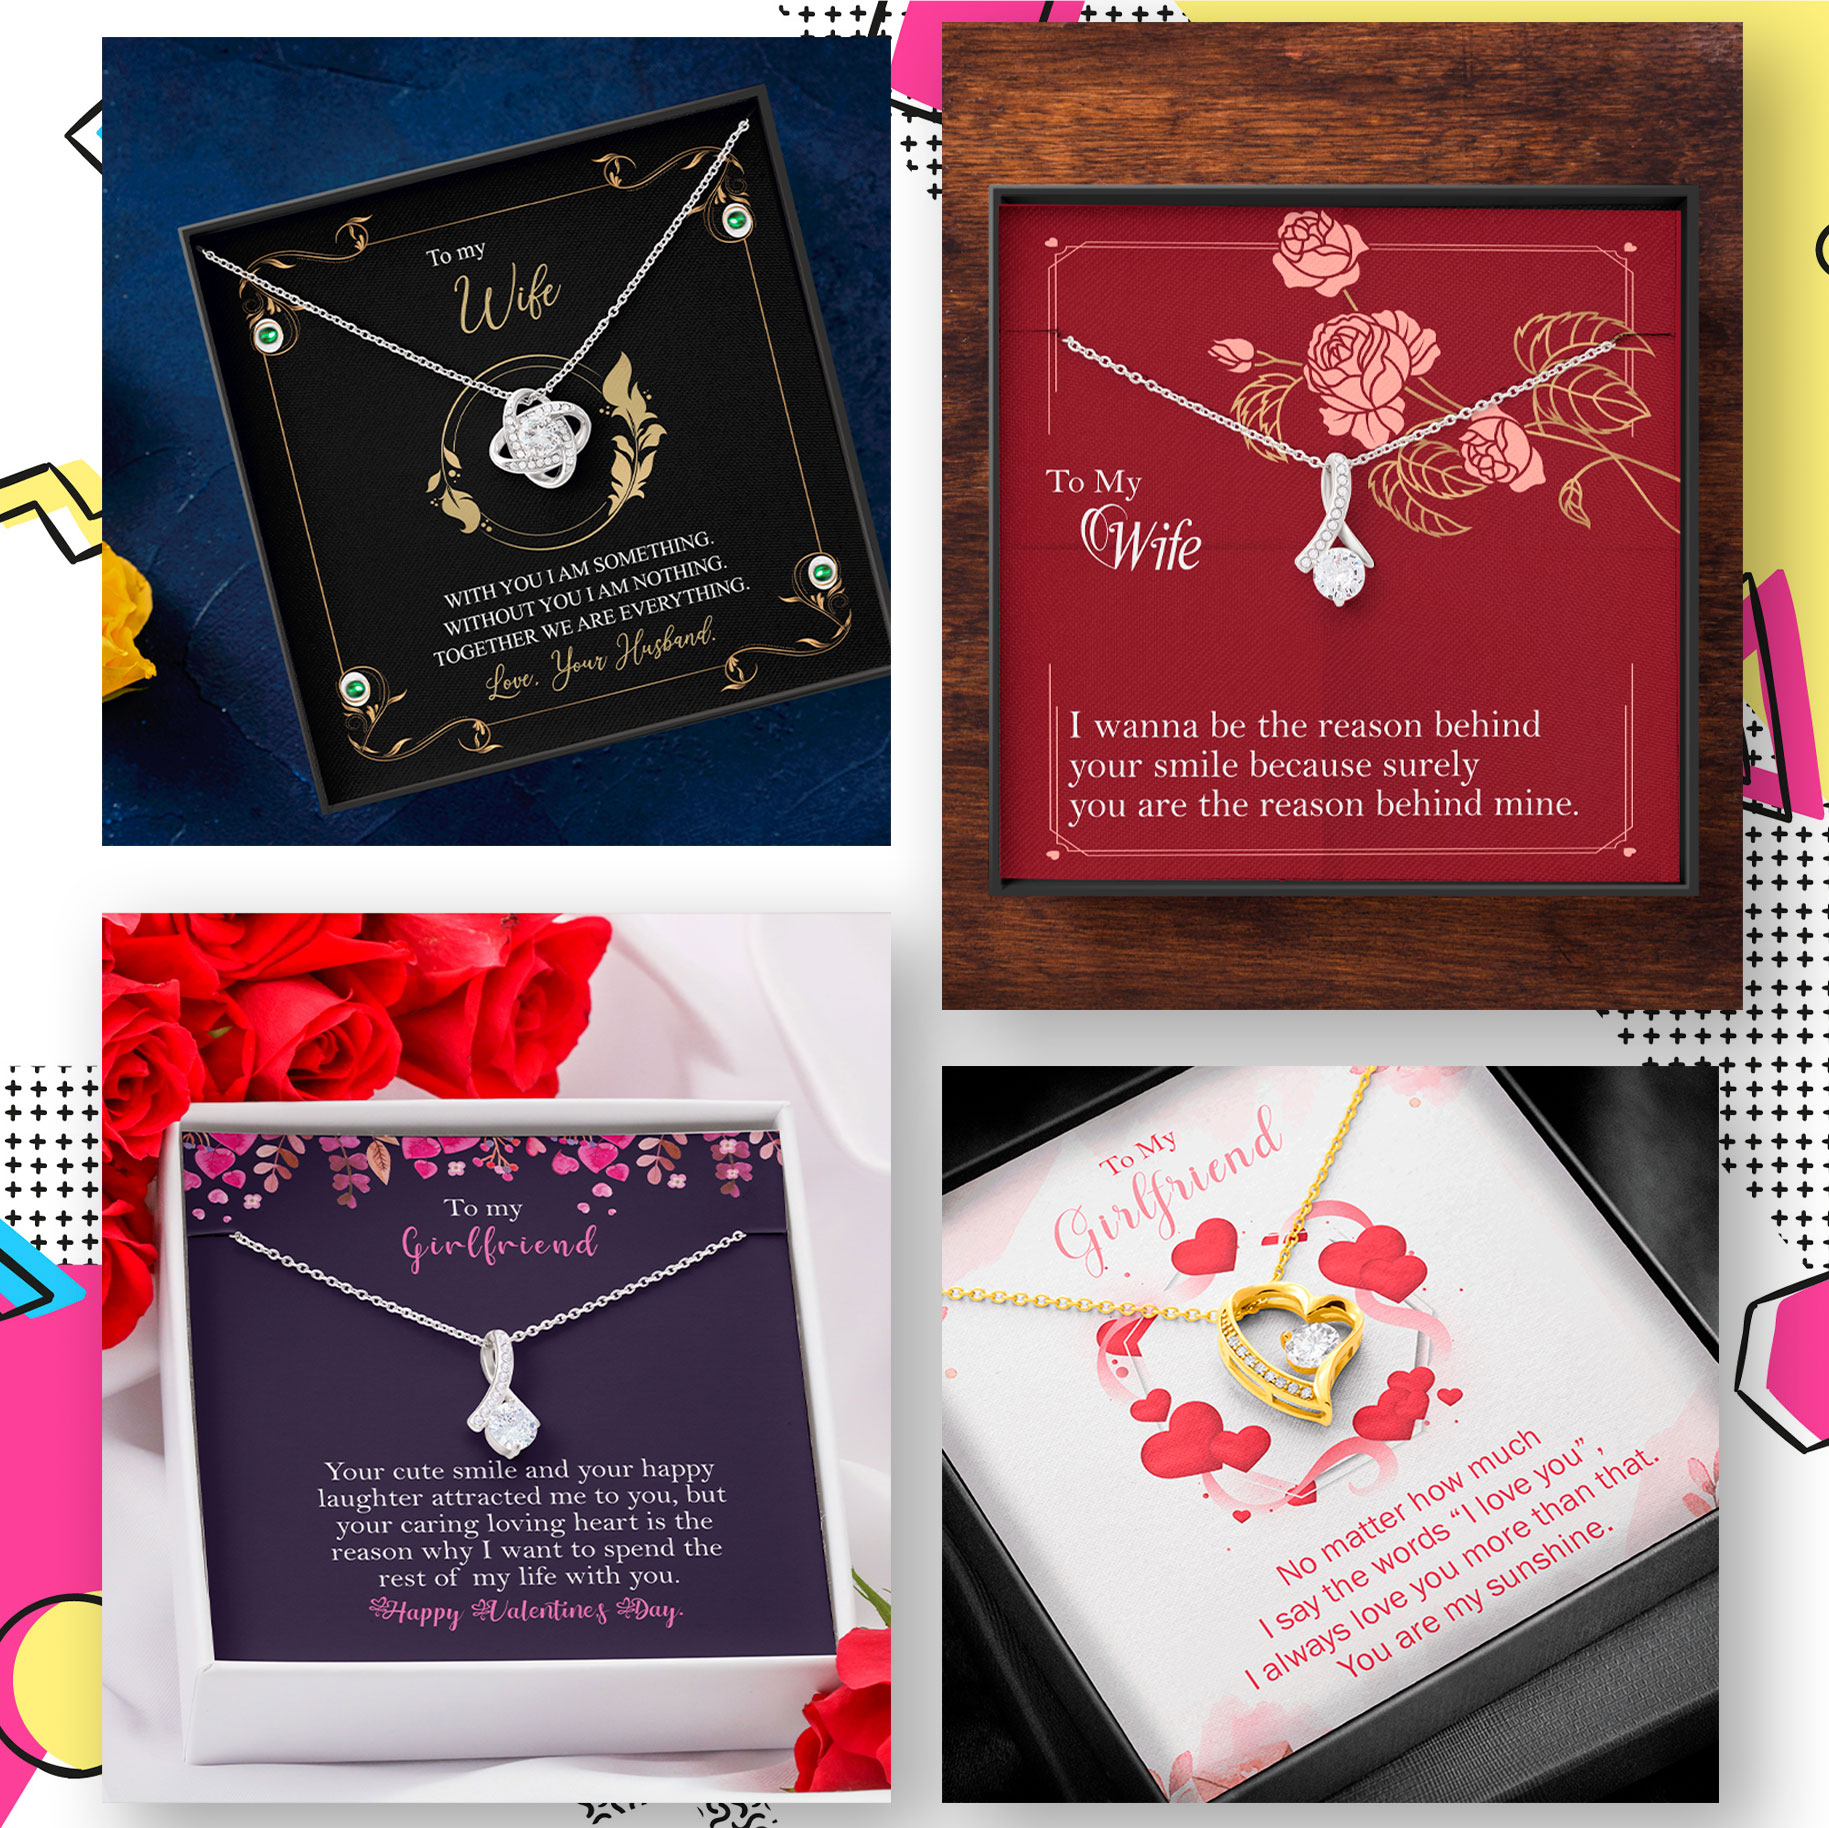 To my
Wife
WITH YOU I AM SOMETHING.
WITHOUT YOU I AM NOTHING.
TOGETHER WE ARE EVERYTHING.
Love, Your Husband.
To My
Wife
I wanna be the reason behind
your smile because surely
you are the reason behind mine.
To my
Girlfriend
Your cute smile and your happy
laughter attracted me to you, but
your caring loving heart is the
reason why I want to spend the
rest of my life with you.
Happy Valentine's Day.
To My
Girlfriend
No matter how much
I say the words “I love you” ,
I always love you more than that.
You are my sunshine.